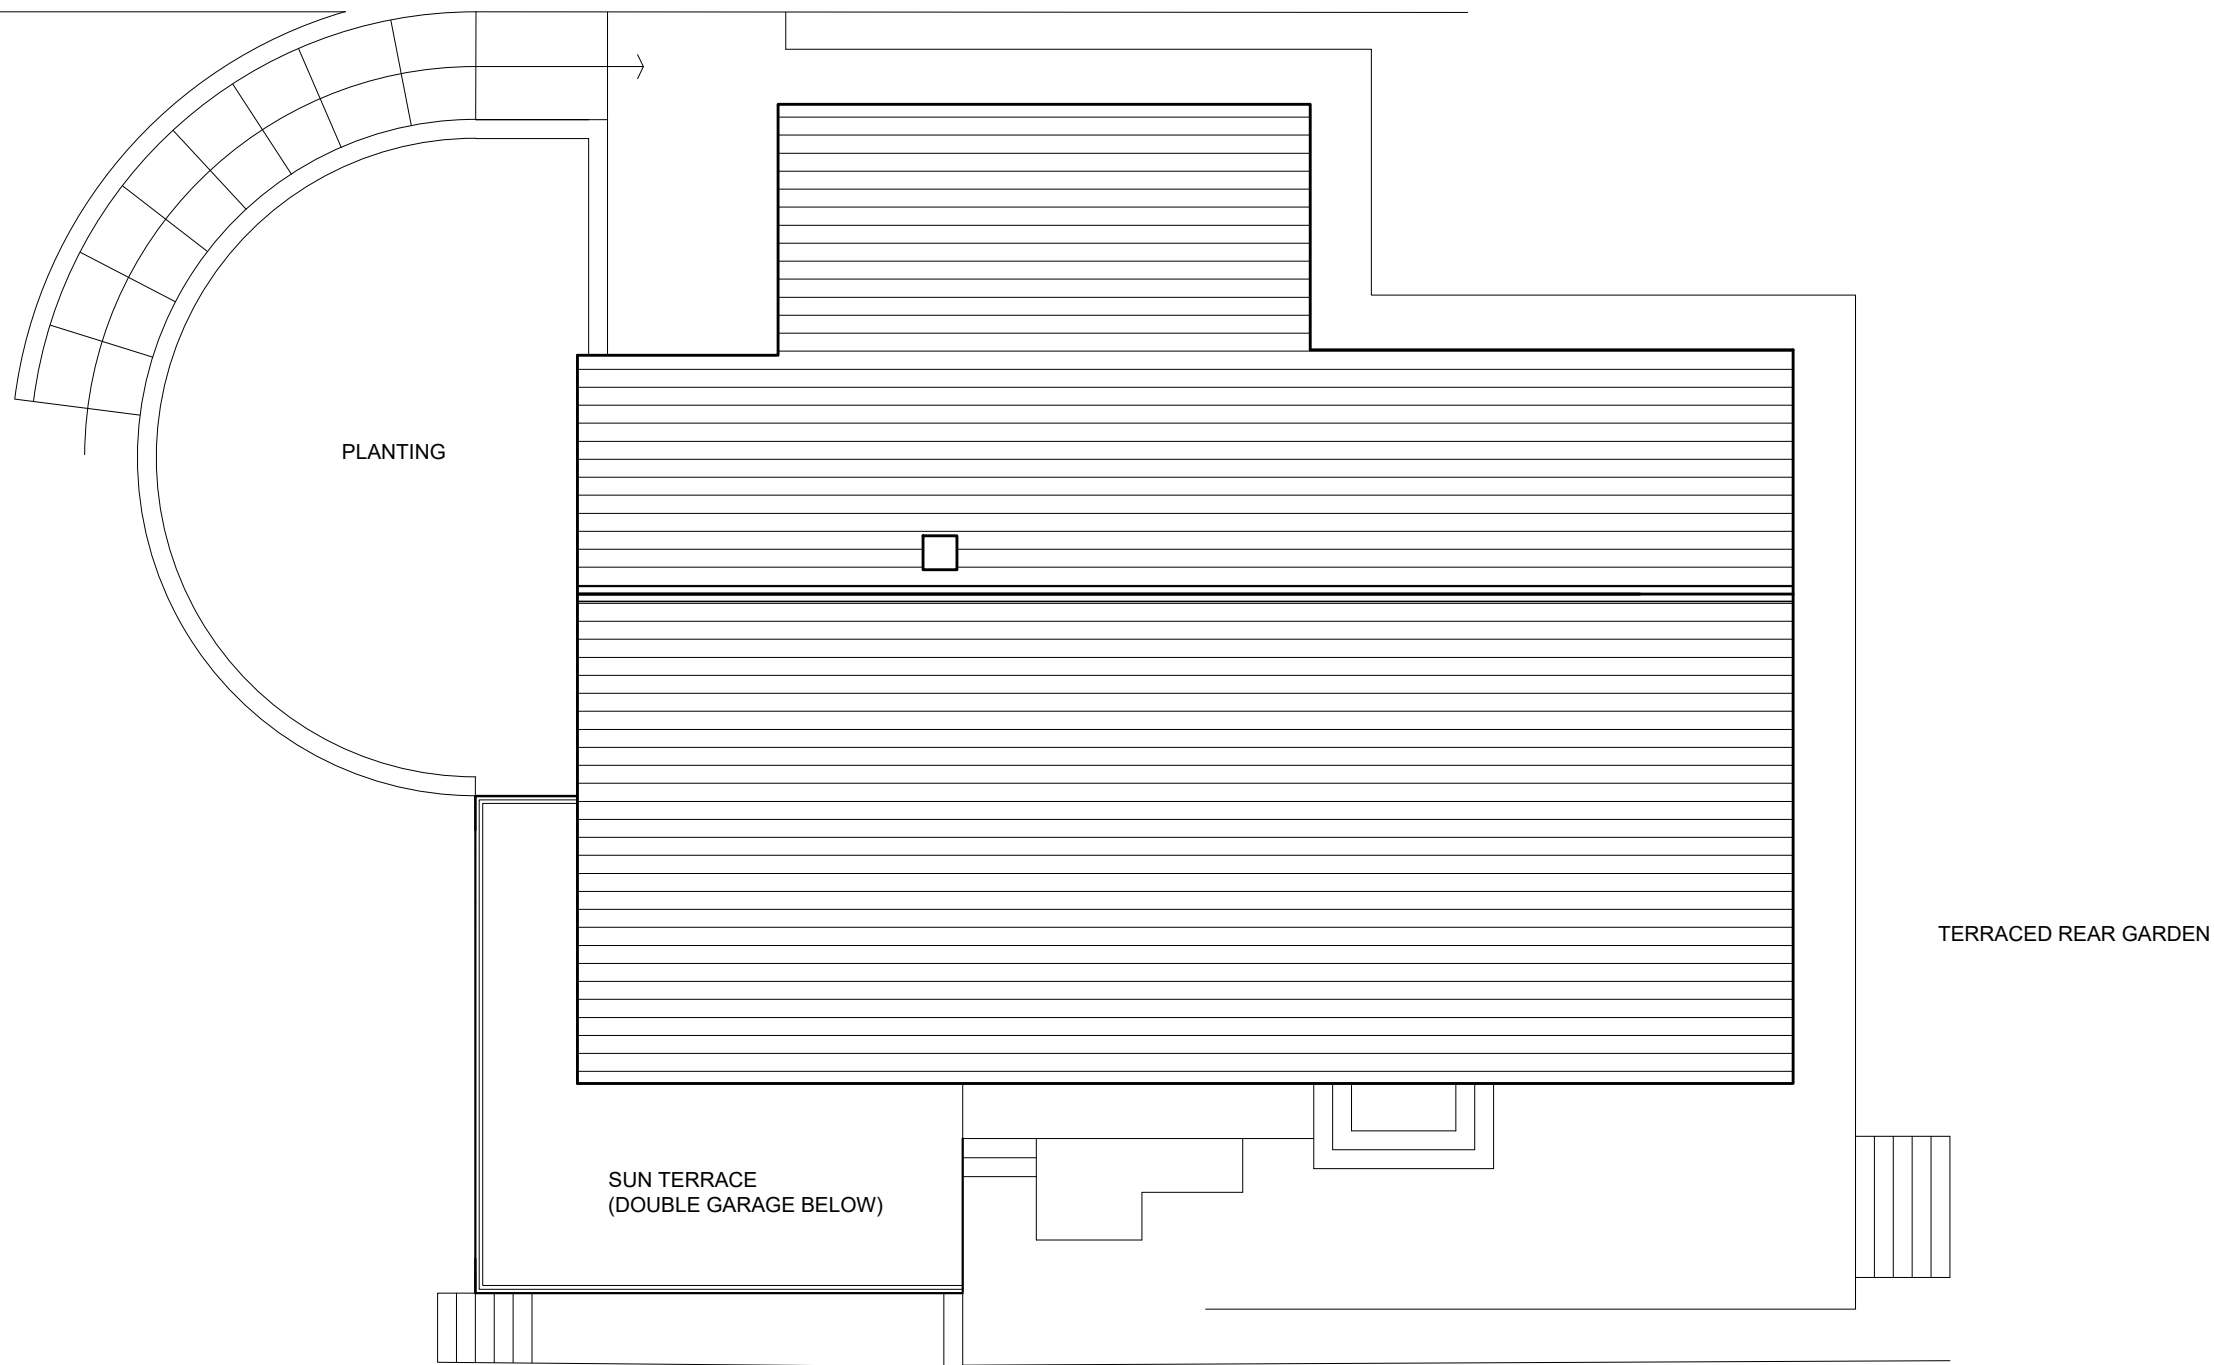 PLANTING
TERRACED REAR GARDEN
SUN TERRACE
(DOUBLE GARAGE BELOW)